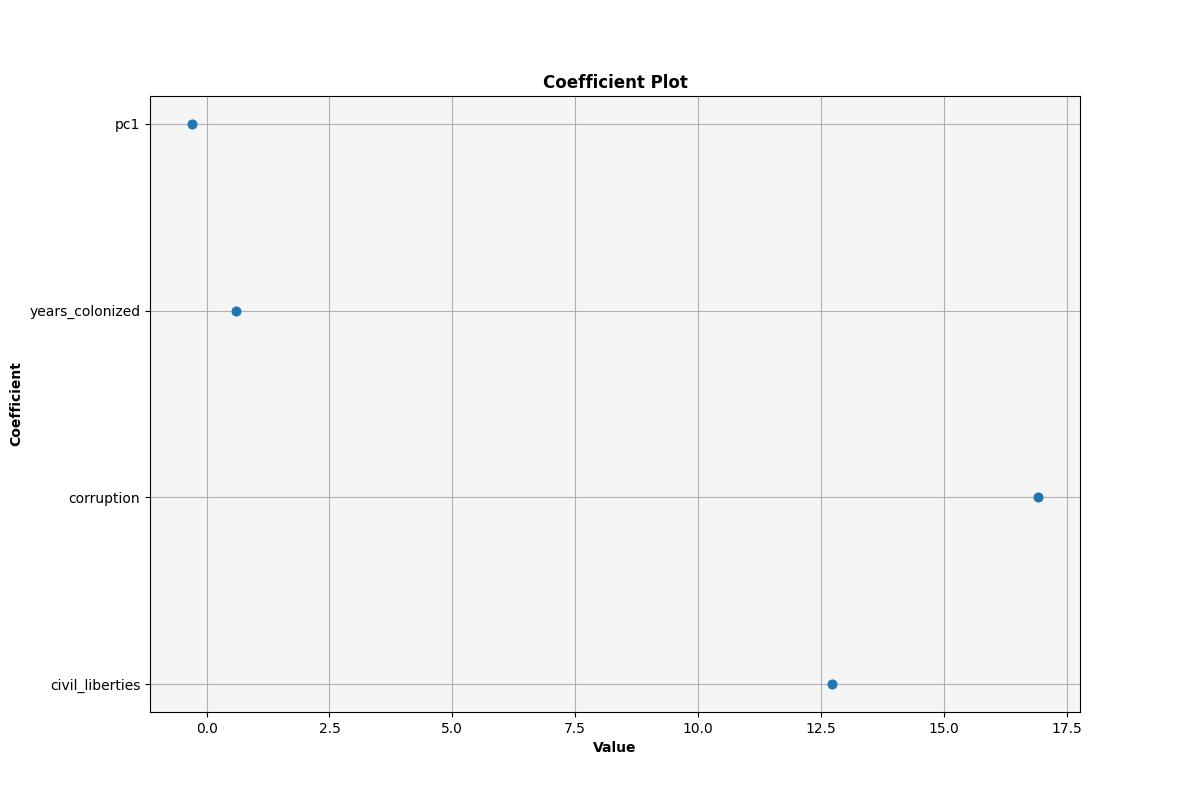 Coefficient Plot
pc1
years_colonized
corruption
civil_liberties
Coefficient
0.0 2.5 5.0 7.5 10.0 12.5 15.0 17.5
Value